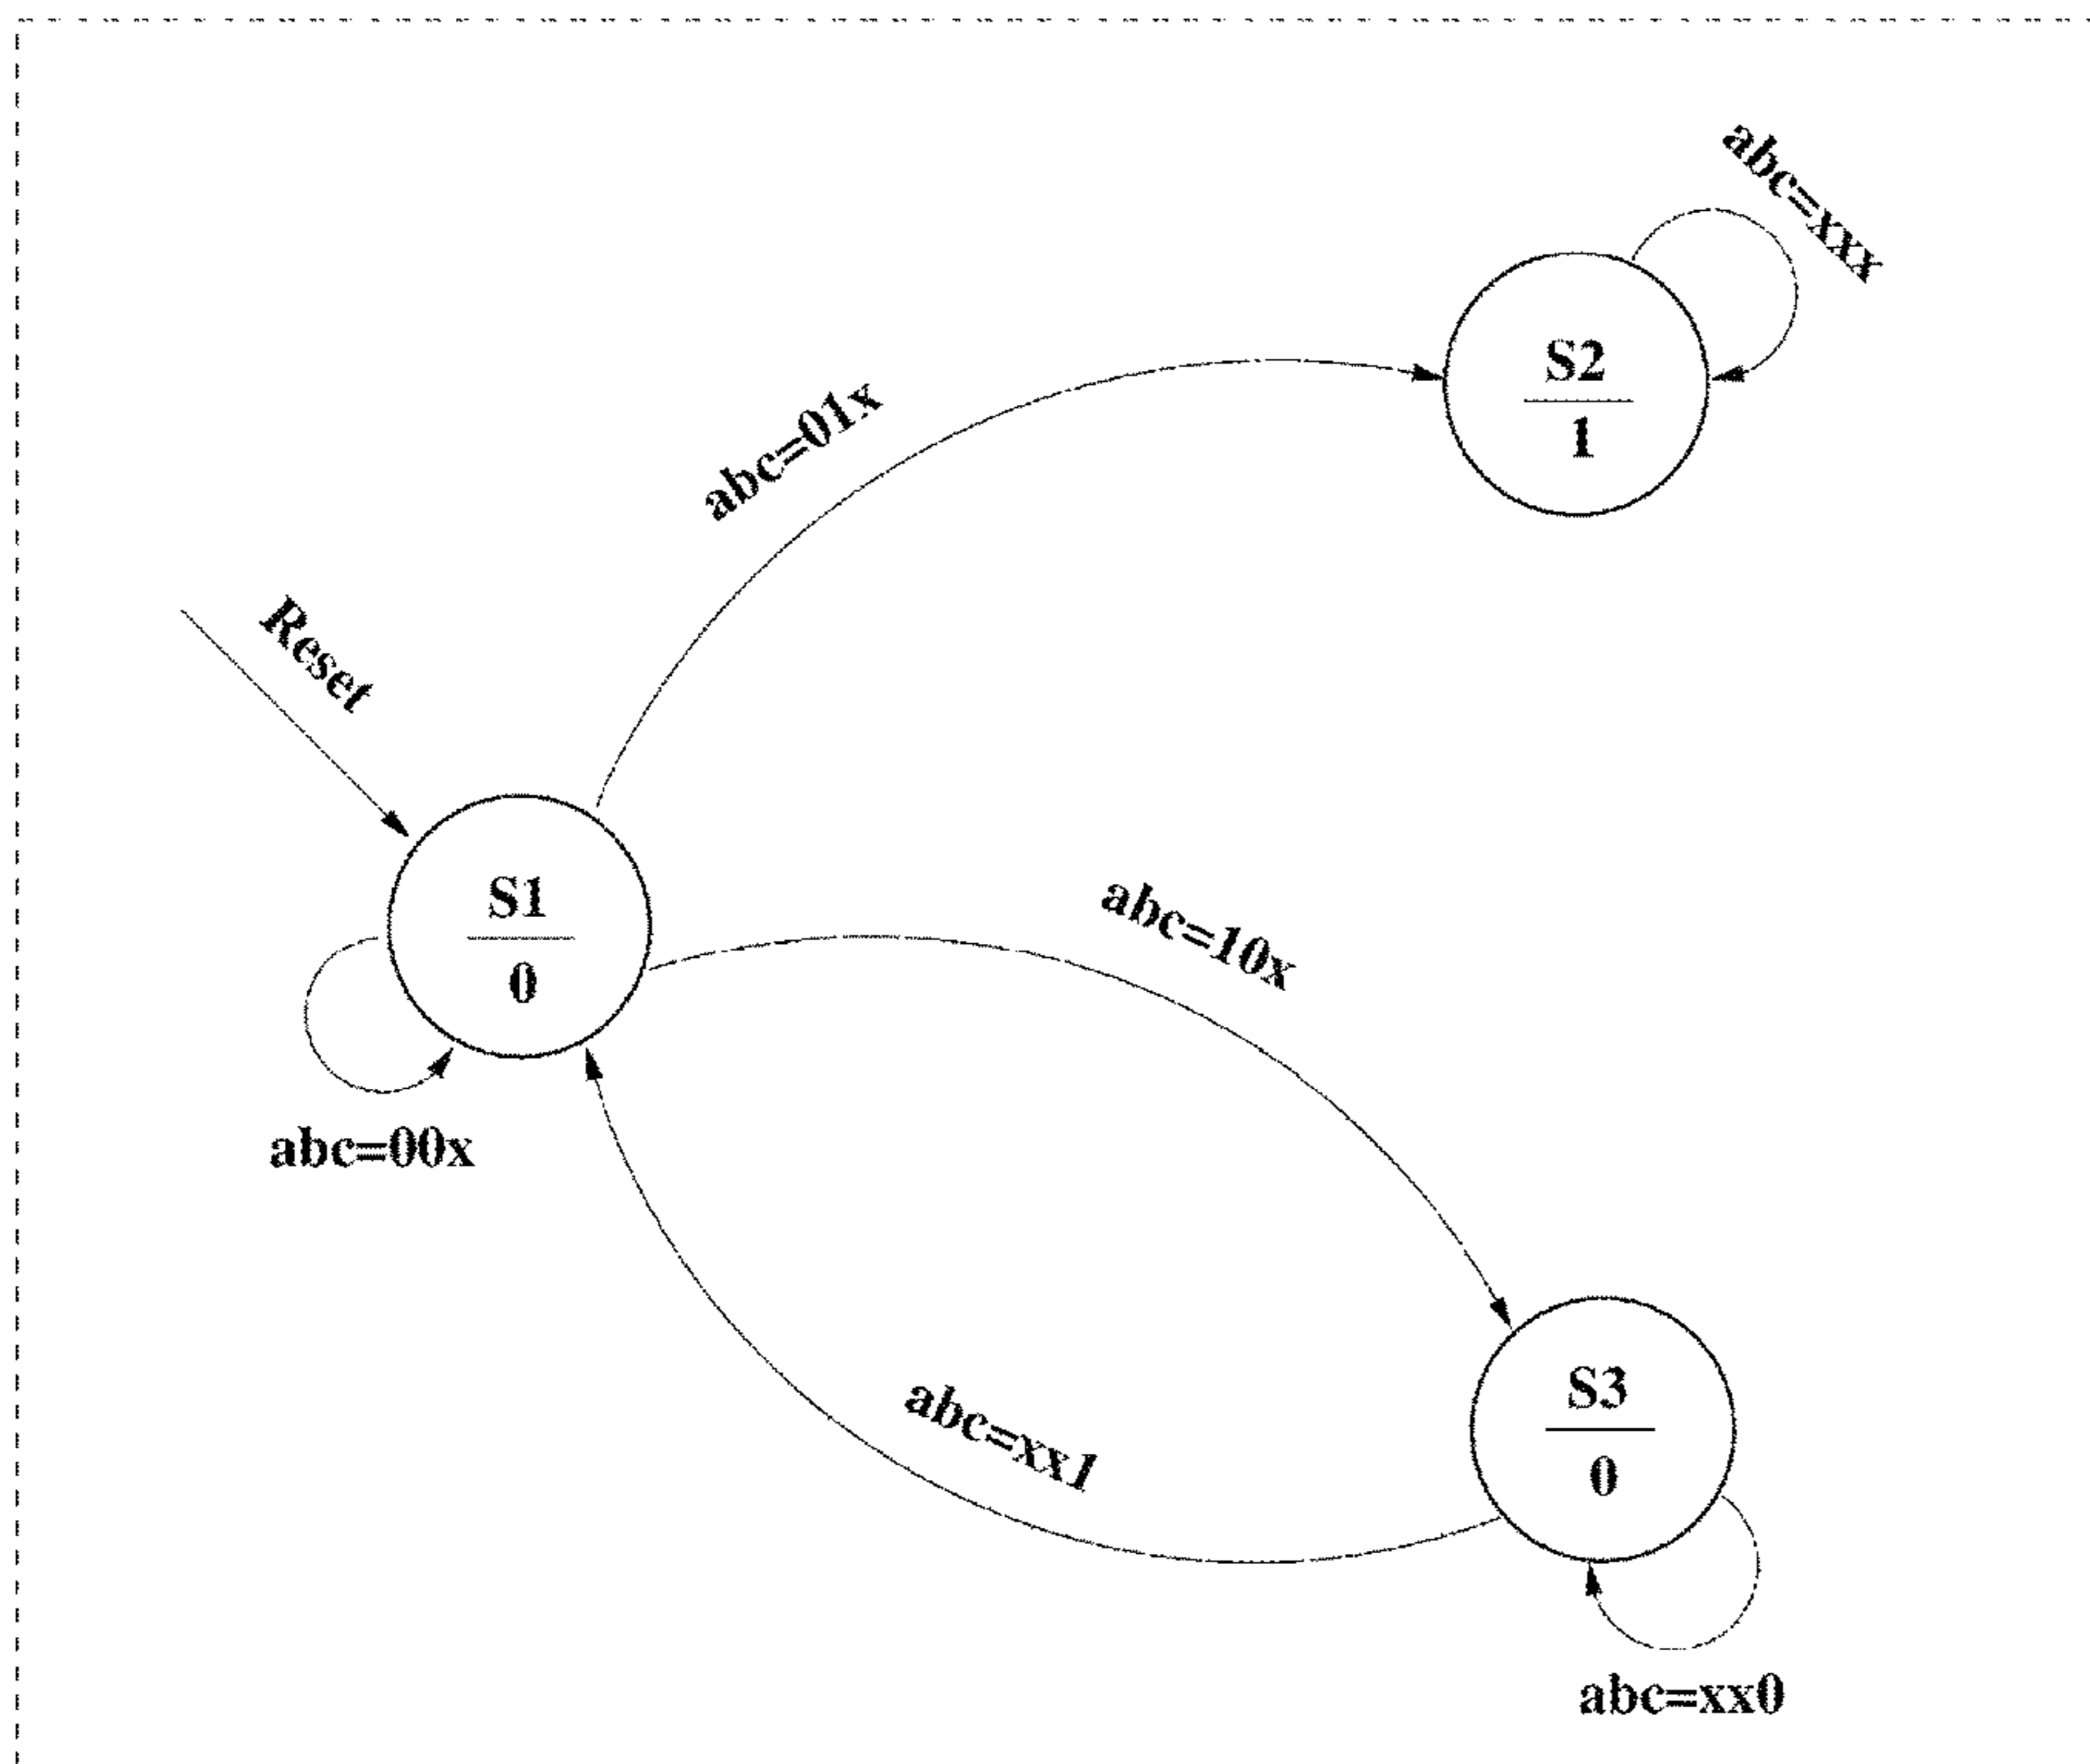 abc=xxx
S2
1
abc=01x
Reset
S1
0
abc=10x
abc=00x
S3
0
abc=xx1
abc=xx0